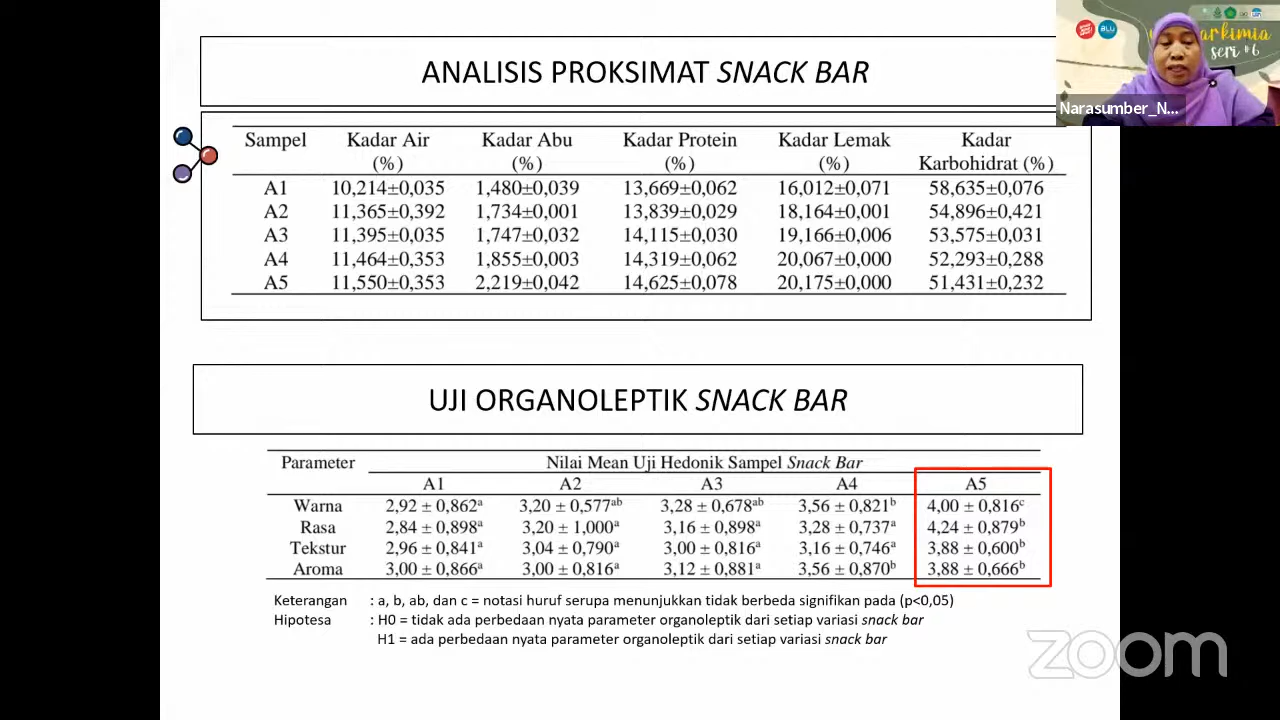 ANALISIS PROKSIMAT SNACK BAR
Sampel Kadar Air (%) Kadar Abu (%) Kadar Protein (%) Kadar Lemak (%) Kadar Karbohidrat (%)
A1 10,214±0,035 1,480±0,039 13,669±0,062 16,012±0,071 58,635±0,076
A2 11,365±0,392 1,734±0,001 13,839±0,029 18,164±0,001 54,896±0,421
A3 11,395±0,035 1,747±0,032 14,115±0,030 19,166±0,006 53,575±0,031
A4 11,464±0,353 1,855±0,003 14,319±0,062 20,067±0,000 52,293±0,288
A5 11,550±0,353 2,219±0,042 14,625±0,078 20,175±0,000 51,431±0,232
UJI ORGANOLEPTIK SNACK BAR
Parameter Nilai Mean Uji Hedonik Sampel Snack Bar
A1 A2 A3 A4 A5
Warna 2,92 ± 0,862ᵃ 3,20 ± 0,577ᵃᵇ 3,28 ± 0,678ᵃᵇ 3,56 ± 0,821ᵇ 4,00 ± 0,816ᶜ
Rasa 2,84 ± 0,898ᵃ 3,20 ± 1,000ᵃ 3,16 ± 0,898ᵃ 3,28 ± 0,737ᵃ 4,24 ± 0,879ᵇ
Tekstur 2,96 ± 0,841ᵃ 3,04 ± 0,790ᵃ 3,00 ± 0,816ᵃ 3,16 ± 0,746ᵃ 3,88 ± 0,600ᵇ
Aroma 3,00 ± 0,866ᵃ 3,00 ± 0,816ᵃ 3,12 ± 0,881ᵃ 3,56 ± 0,870ᵇ 3,88 ± 0,666ᵇ
Keterangan : a, b, ab, dan c = notasi huruf serupa menunjukkan tidak berbeda signifikan pada (p<0,05)
Hipotesa : H0 = tidak ada perbedaan nyata parameter organoleptik dari setiap variasi snack bar
H1 = ada perbedaan nyata parameter organoleptik dari setiap variasi snack bar
BLU
arkimia
seri #6
Narasumber_N...
zoom